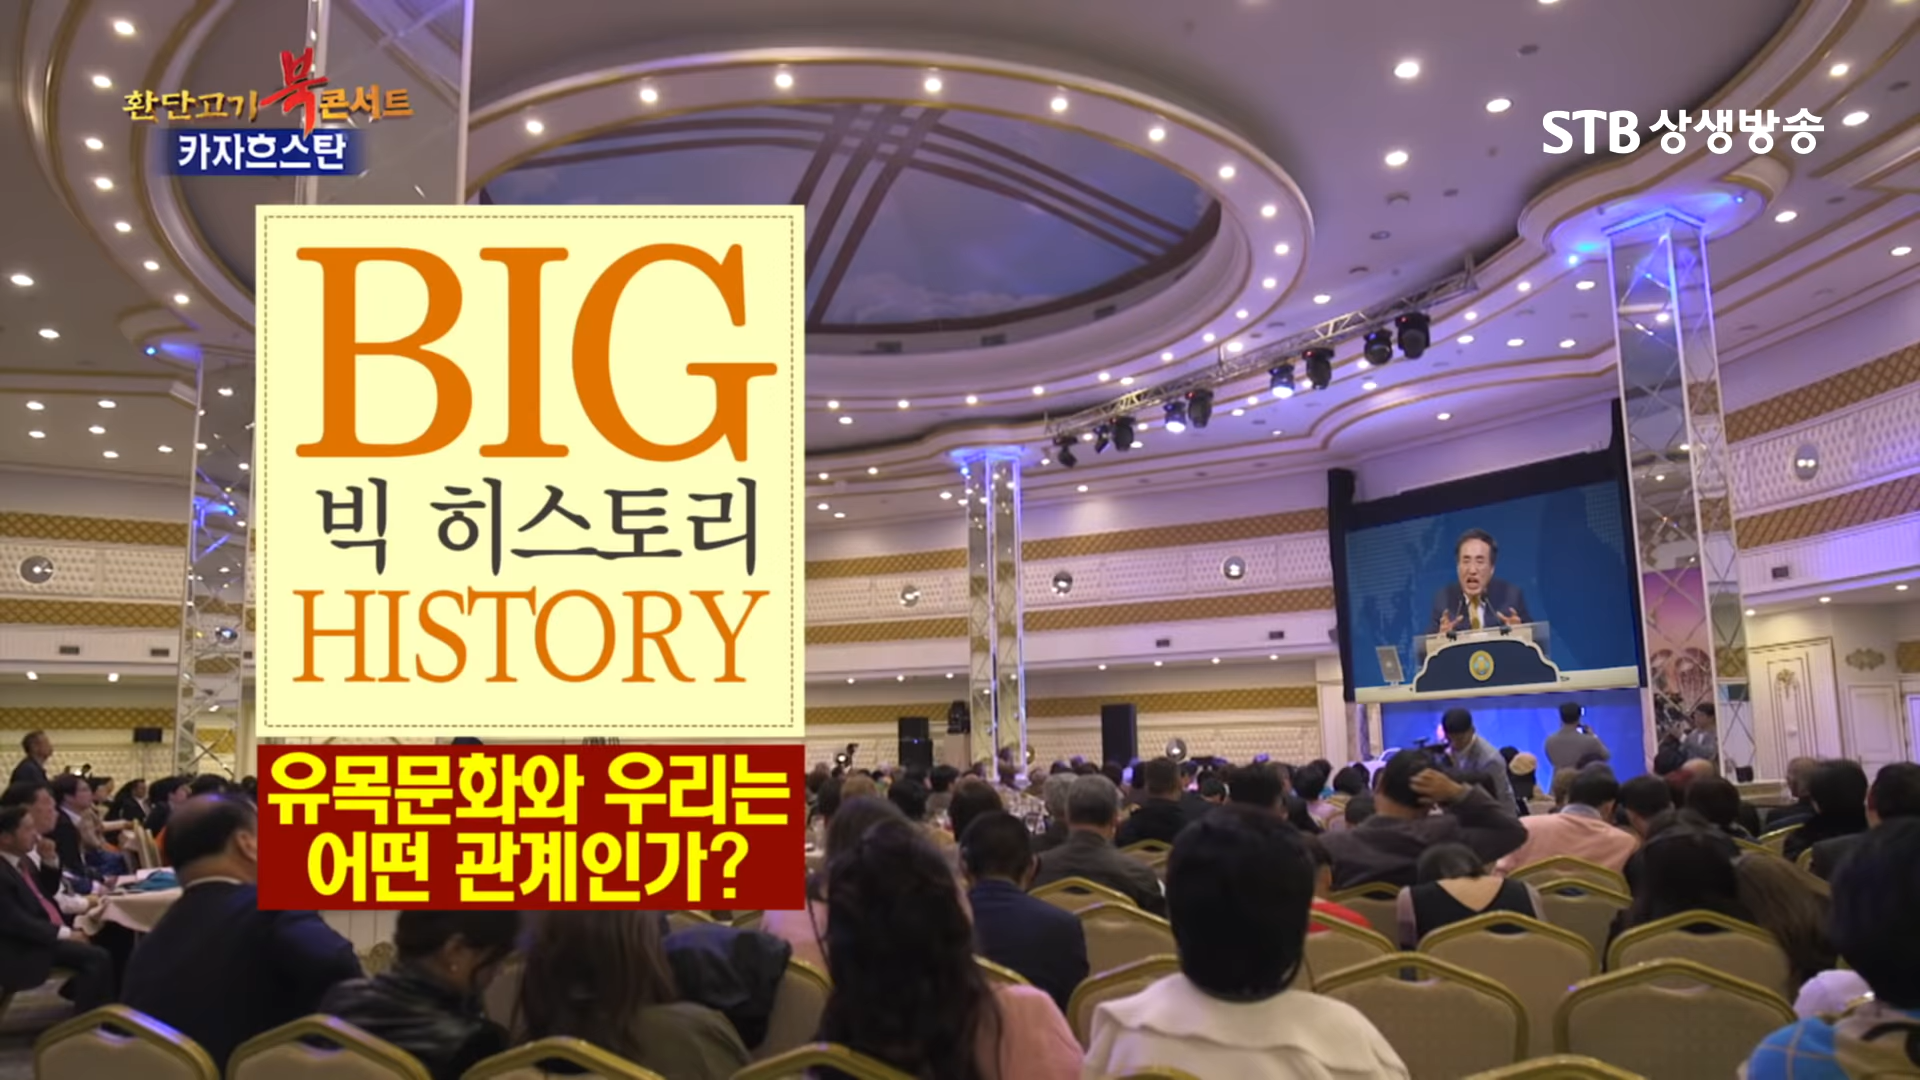 환단고기 북콘서트
카자흐스탄
STB 상생방송
BIG
빅 히스토리
HISTORY
유목문화와 우리는
어떤 관계인가?